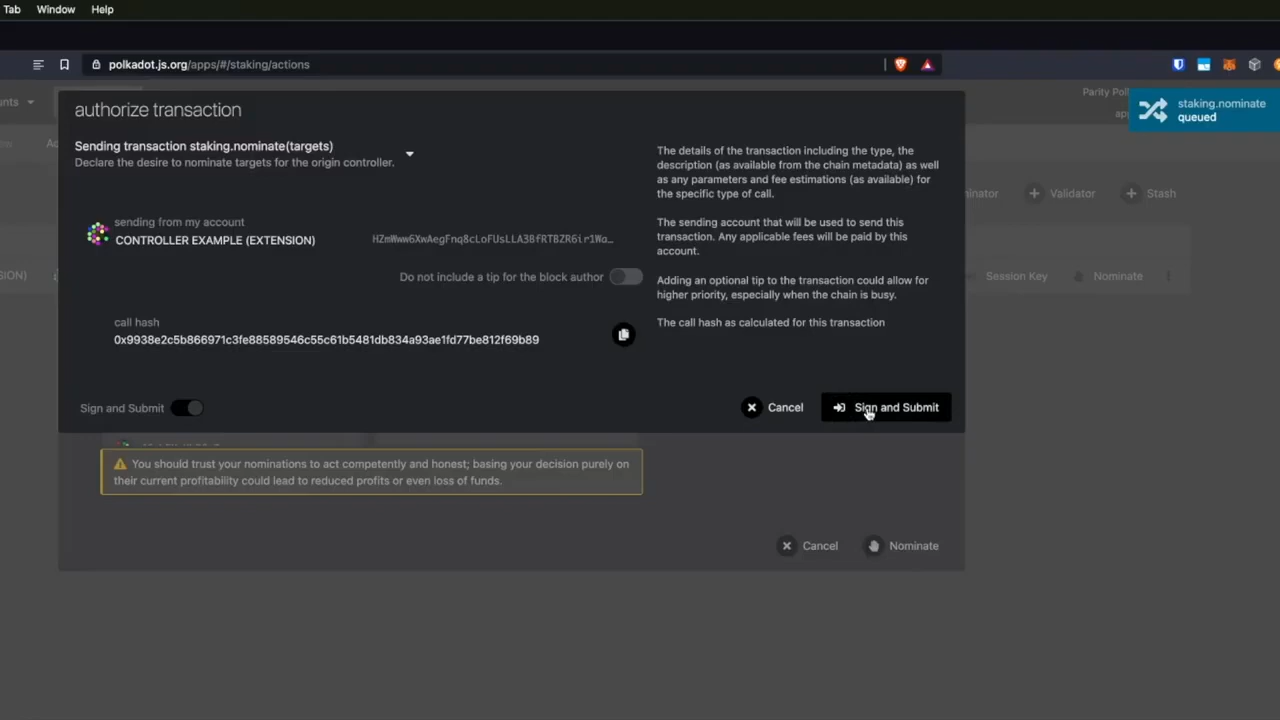 Tab Window Help
polkadot.js.org/apps/#/staking/actions
unts
Parity
staking.nominate
queued
authorize transaction
Sending transaction staking.nominate(targets)
Declare the desire to nominate targets for the origin controller.
The details of the transaction including the type, the
description (as available from the chain metadata) as well
as any parameters and fee estimations (as available) for
the specific type of call.
Validator
Stash
sending from my account
CONTROLLER EXAMPLE (EXTENSION)
The sending account that will be used to send this
transaction. Any applicable fees will be paid by this
account.
Do not include a tip for the block author
Adding an optional tip to the transaction could allow for
higher priority, especially when the chain is busy.
SION)
Session Key
Nominate
call hash
0x9938e2c5b866971c3fe88589546c55c61b5481db834a93ae1fd77be812f69b89
The call hash as calculated for this transaction
Sign and Submit
Cancel
Sign and Submit
You should trust your nominations to act competently and honest; basing your decision purely on
their current profitability could lead to reduced profits or even loss of funds.
Cancel
Nominate